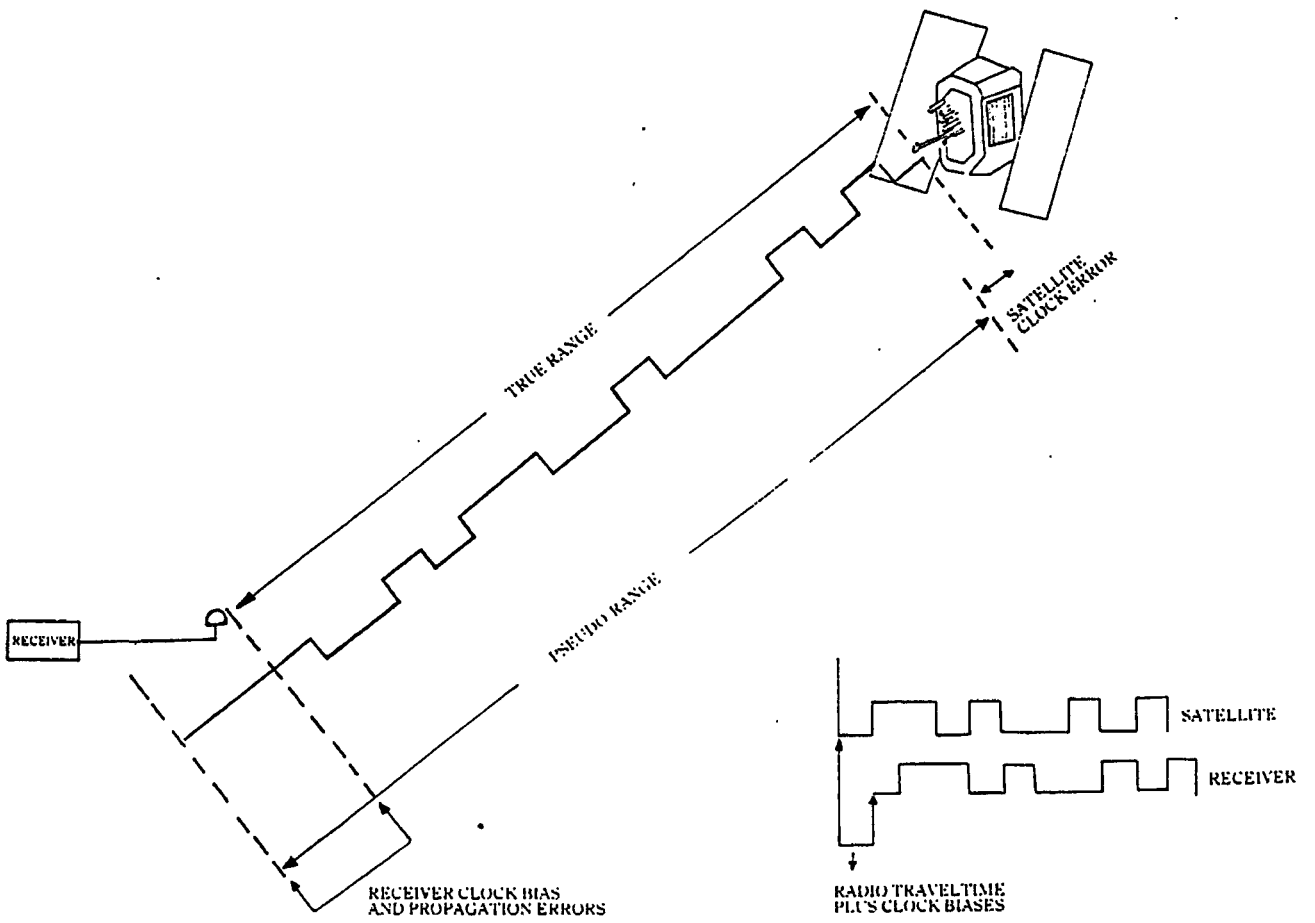 SATELLITE
CLOCK ERROR
TRUE RANGE
RECEIVER
PSEUDO RANGE
SATELLITE
RECEIVER
RECEIVER CLOCK BIAS
AND PROPAGATION ERRORS
RADIO TRAVELTIME
PLUS CLOCK BIASES